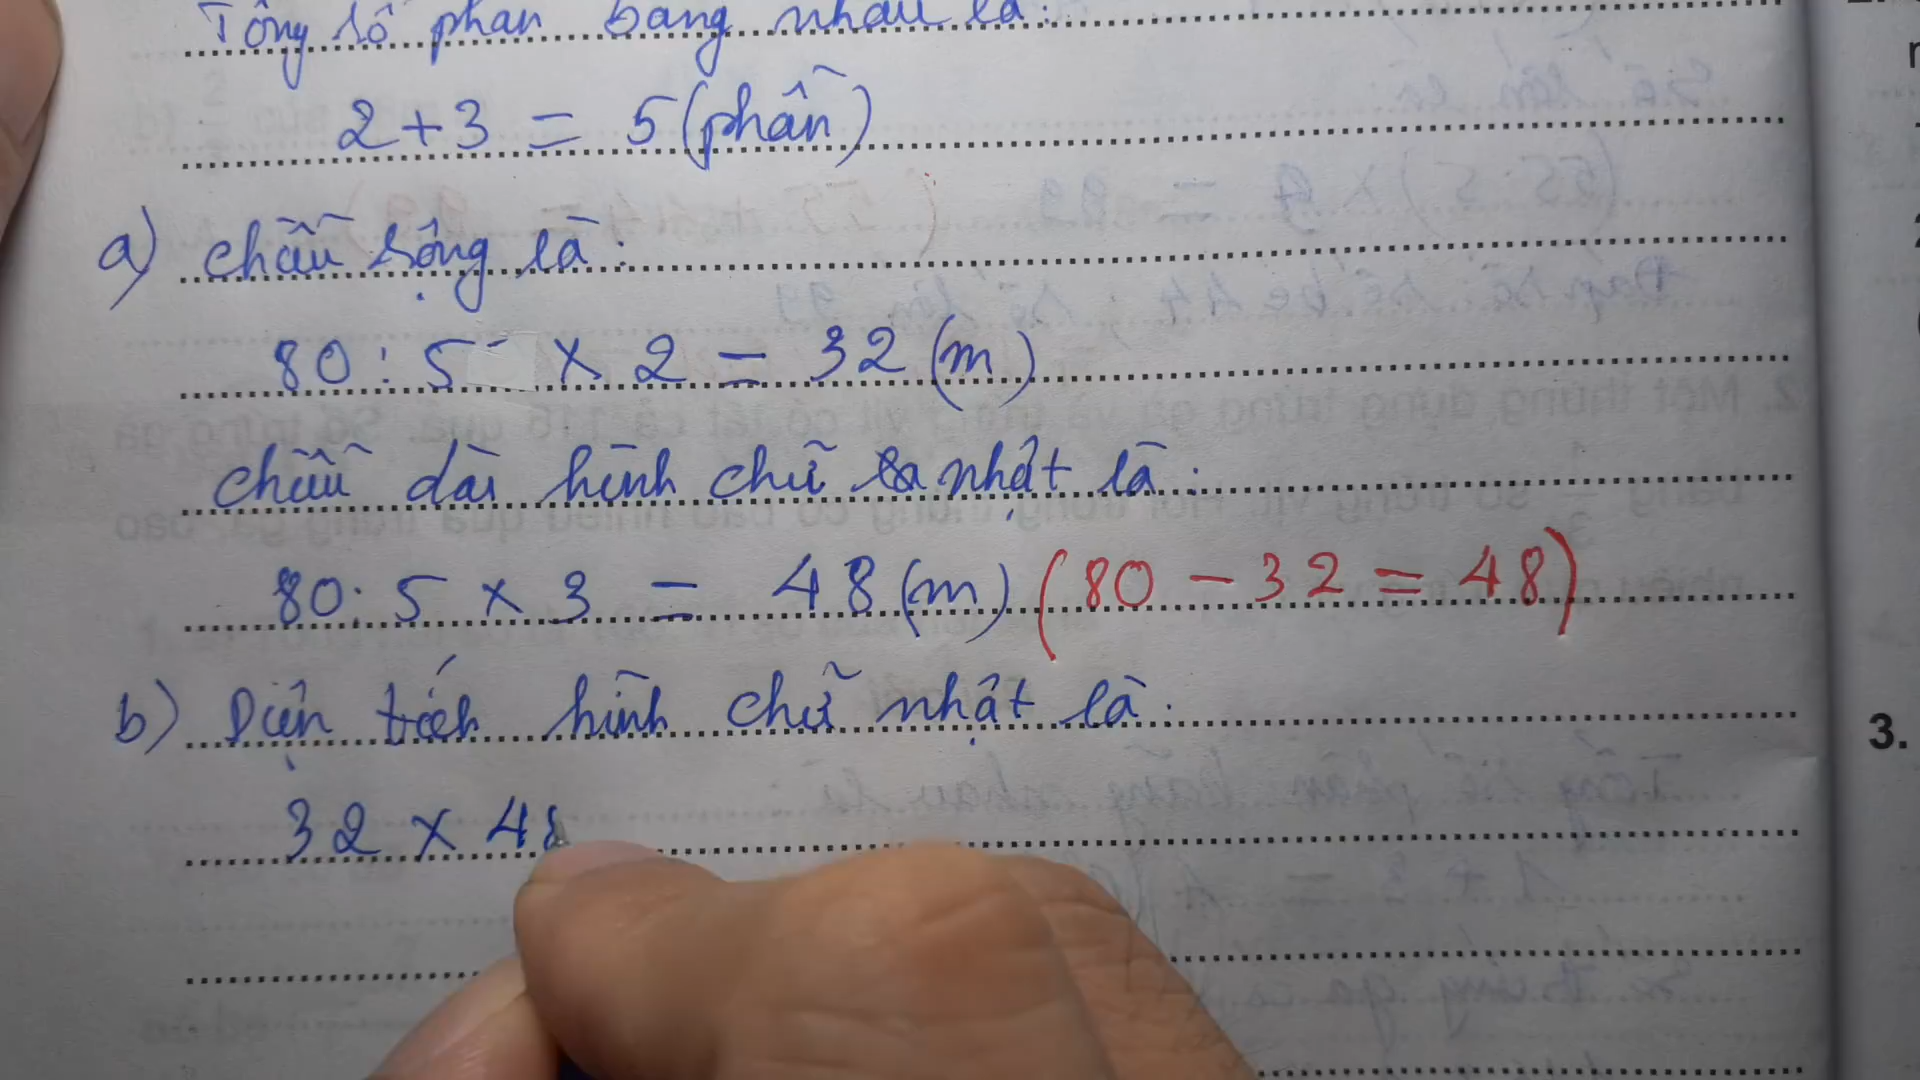 Tổng số phần bằng nhau là:
2 + 3 = 5 (phần)
a) chiều rộng là:
80 : 5 × 2 = 32 (m)
chiều dài hình chữ nhật là:
80 : 5 × 3 = 48 (m) (80 - 32 = 48)
b) Diện tích hình chữ nhật là:
32 × 48
3.